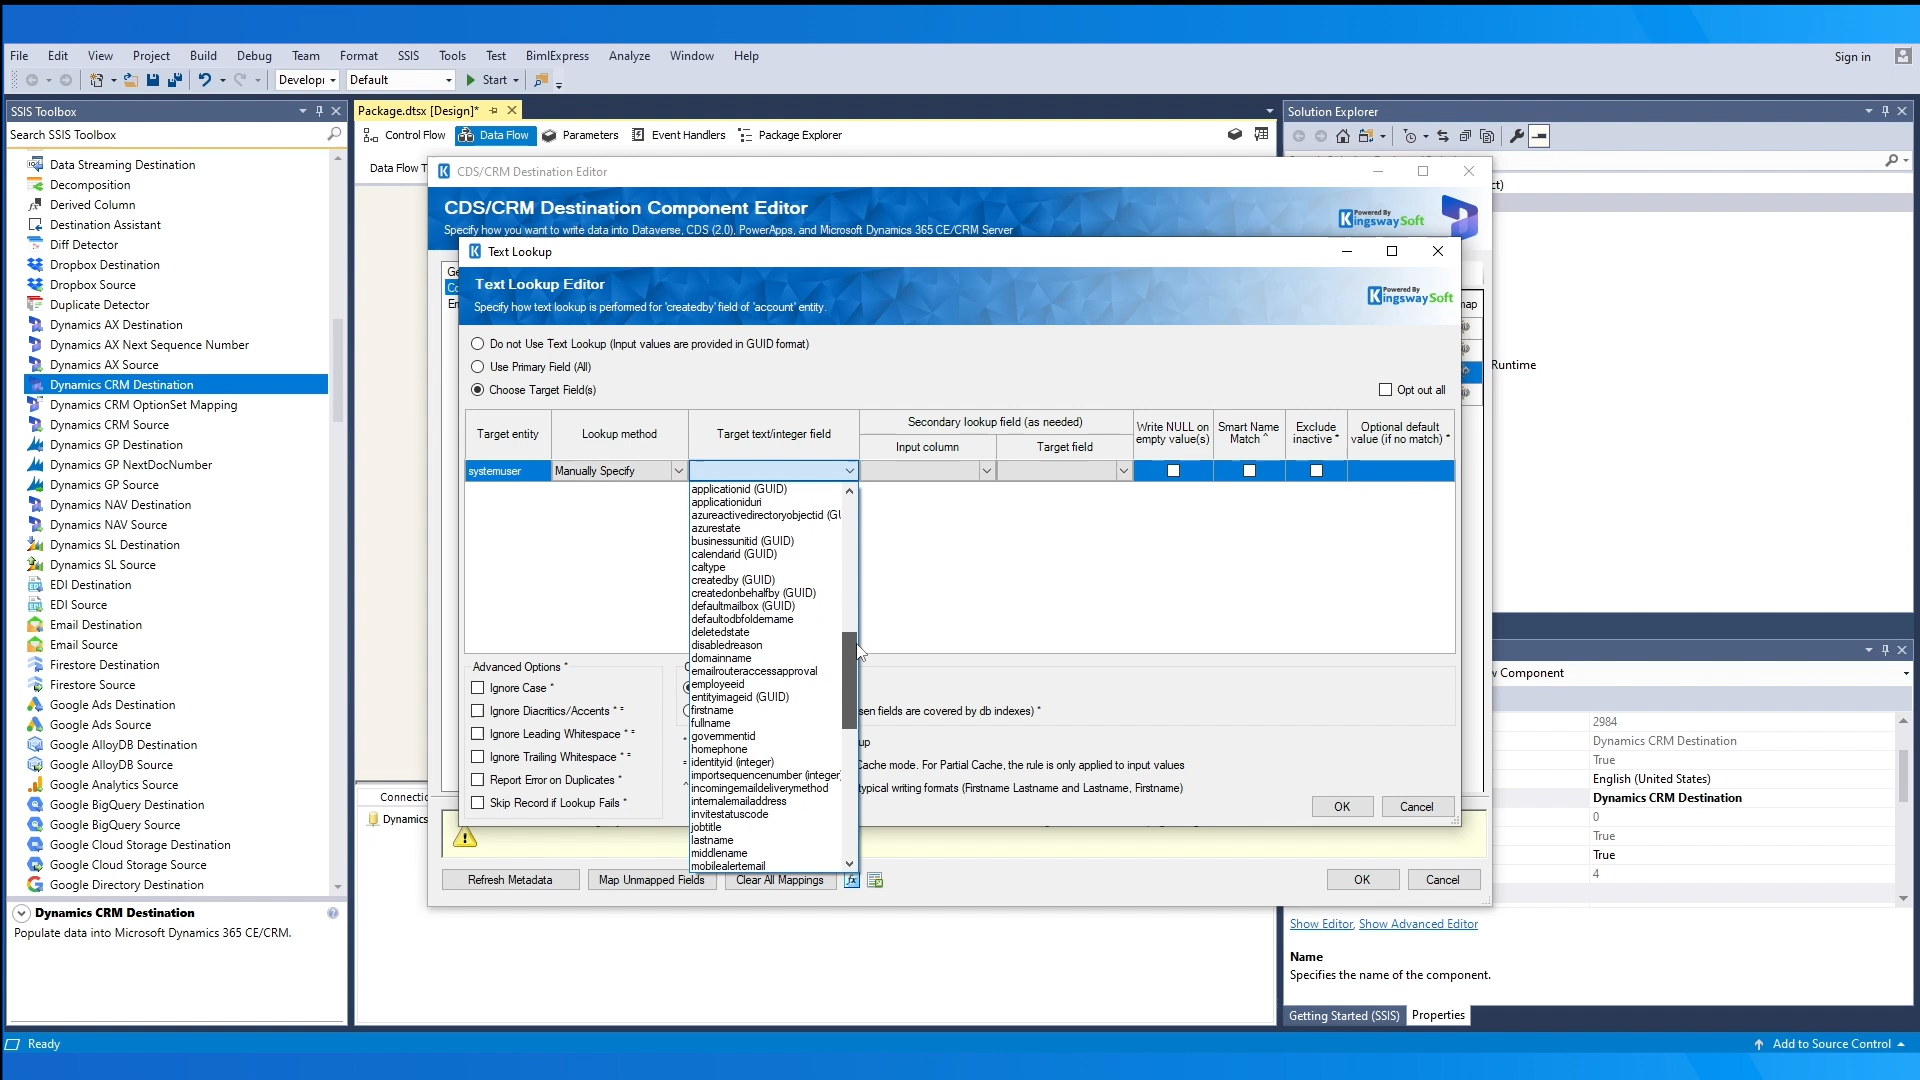 File Edit View Project Build Debug Team Format SSIS Tools Test BimlExpress Analyze Window Help
Sign in
Default Start
SSIS Toolbox
Search SSIS Toolbox
Data Streaming Destination
Decomposition
Derived Column
Destination Assistant
Diff Detector
Dropbox Destination
Dropbox Source
Duplicate Detector
Dynamics AX Destination
Dynamics AX Next Sequence Number
Dynamics AX Source
Dynamics CRM Destination
Dynamics CRM OptionSet Mapping
Dynamics CRM Source
Dynamics GP Destination
Dynamics GP NextDocNumber
Dynamics GP Source
Dynamics NAV Destination
Dynamics NAV Source
Dynamics SL Destination
Dynamics SL Source
EDI Destination
EDI Source
Email Destination
Email Source
Firestore Destination
Firestore Source
Google Ads Destination
Google Ads Source
Google AlloyDB Destination
Google AlloyDB Source
Google Analytics Source
Google BigQuery Destination
Google BigQuery Source
Google Cloud Storage Destination
Google Cloud Storage Source
Google Directory Destination
Dynamics CRM Destination
Populate data into Microsoft Dynamics 365 CE/CRM.
Package.dtsx [Design]*
Control Flow Data Flow Parameters Event Handlers Package Explorer
Data Flow T
CDS/CRM Destination Editor
CDS/CRM Destination Component Editor
Specify how you want to write data into Dataverse, CDS (2.0), PowerApps, and Microsoft Dynamics 365 CE/CRM Server
Powered By
KingswaySoft
Text Lookup
Text Lookup Editor
Specify how text lookup is performed for 'createdby' field of 'account' entity.
Powered By
KingswaySoft
Do not Use Text Lookup (Input values are provided in GUID format)
Use Primary Field (All)
Choose Target Field(s)
Opt out all
Target entity
Lookup method
Target text/integer field
Secondary lookup field (as needed)
Input column
Target field
Write NULL on empty value(s)
Smart Name Match ^
Exclude inactive *
Optional default value (if no match) *
systemuser
Manually Specify
applicationid (GUID)
applicationiduri
azureactivedirectoryobjectid (GU
azurestate
businessunitid (GUID)
calendarid (GUID)
caltype
createdby (GUID)
createdonbehalfby (GUID)
defaultmailbox (GUID)
defaultodbfoldername
deletedstate
disabledreason
domainname
emailrouteraccessapproval
employeeid
entityimageid (GUID)
firstname
fullname
governmentid
homephone
identityid (integer)
importsequencenumber (integer)
incomingemaildeliverymethod
internalemailaddress
invitestatuscode
jobtitle
lastname
middlename
mobilealertemail
Advanced Options *
Ignore Case *
Ignore Diacritics/Accents * =
Ignore Leading Whitespace * =
Ignore Trailing Whitespace * =
Report Error on Duplicates *
Skip Record if Lookup Fails *
sen fields are covered by db indexes) *
up
Cache mode. For Partial Cache, the rule is only applied to input values
typical writing formats (Firstname Lastname and Lastname, Firstname)
OK Cancel
Refresh Metadata Map Unmapped Fields Clear All Mappings
OK Cancel
Connectio
Dynamics
Solution Explorer
ct)
Runtime
w Component
2984
Dynamics CRM Destination
True
English (United States)
Dynamics CRM Destination
0
True
True
4
Show Editor, Show Advanced Editor
Name
Specifies the name of the component.
Getting Started (SSIS) Properties
Ready
Add to Source Control